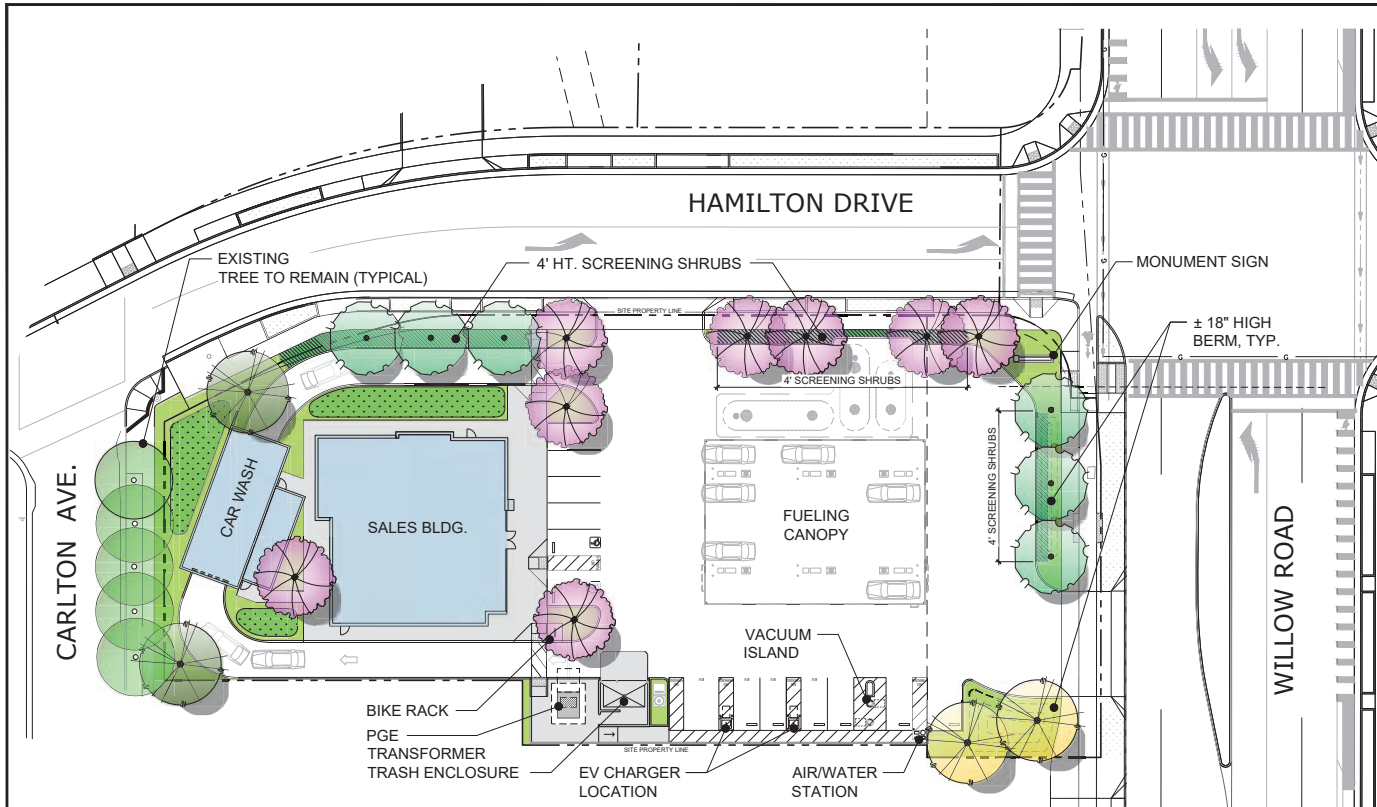 HAMILTON DRIVE
EXISTING
TREE TO REMAIN (TYPICAL)
4' HT. SCREENING SHRUBS
MONUMENT SIGN
± 18" HIGH
BERM, TYP.
SITE PROPERTY LINE
4' SCREENING SHRUBS
4' SCREENING SHRUBS
CARLTON AVE.
CAR WASH
SALES BLDG.
FUELING
CANOPY
WILLOW ROAD
VACUUM
ISLAND
BIKE RACK
PGE
TRANSFORMER
TRASH ENCLOSURE
SITE PROPERTY LINE
EV CHARGER
LOCATION
AIR/WATER
STATION
G
G
G
G